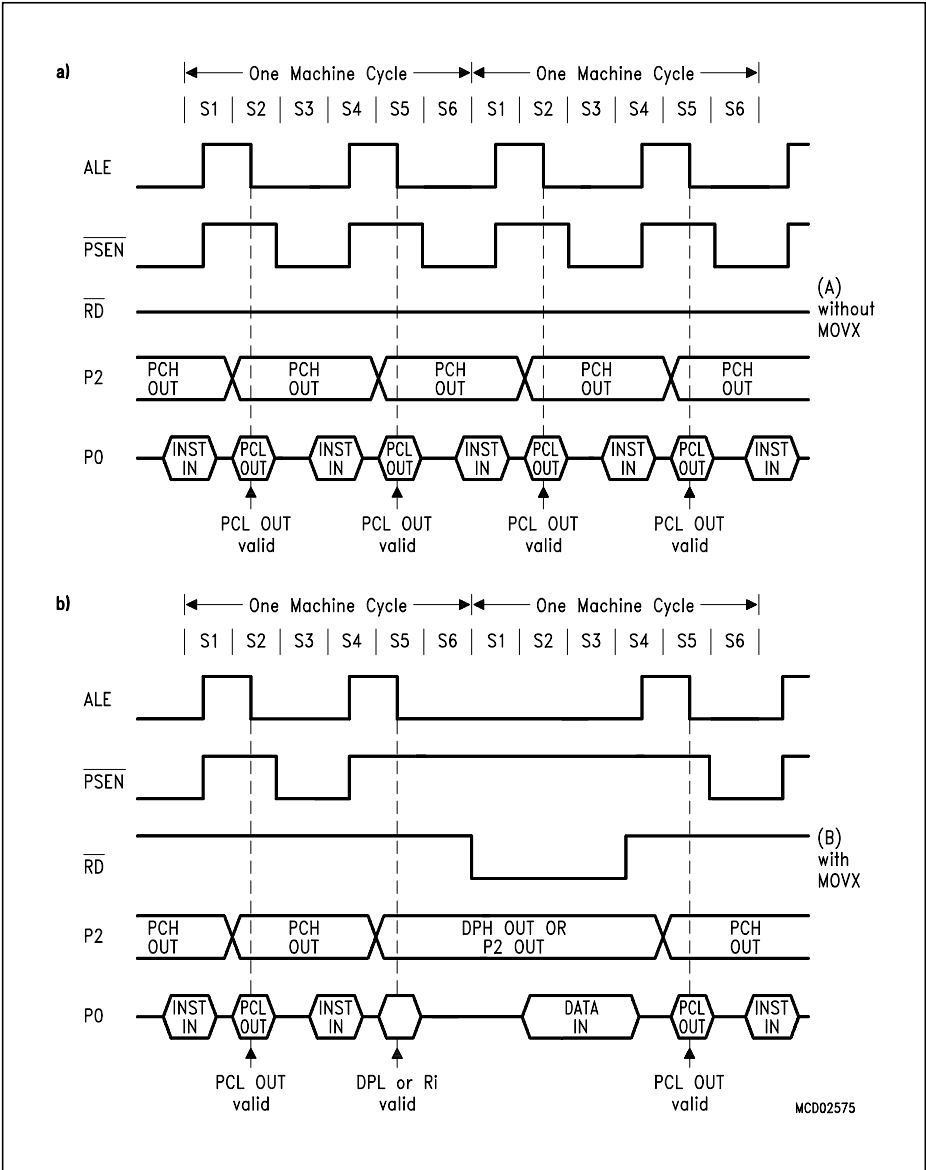 a)
One Machine Cycle One Machine Cycle
S1 S2 S3 S4 S5 S6 S1 S2 S3 S4 S5 S6
ALE
PSEN
RD
(A)
without
MOVX
P2
PCH OUT PCH OUT PCH OUT PCH OUT PCH OUT
P0
INST IN PCL OUT INST IN PCL OUT INST IN PCL OUT INST IN PCL OUT INST IN
PCL OUT valid PCL OUT valid PCL OUT valid PCL OUT valid
b)
One Machine Cycle One Machine Cycle
S1 S2 S3 S4 S5 S6 S1 S2 S3 S4 S5 S6
ALE
PSEN
RD
(B)
with
MOVX
P2
PCH OUT PCH OUT DPH OUT OR P2 OUT PCH OUT
P0
INST IN PCL OUT INST IN DATA IN PCL OUT INST IN
PCL OUT valid DPL or Ri valid PCL OUT valid
MCD02575